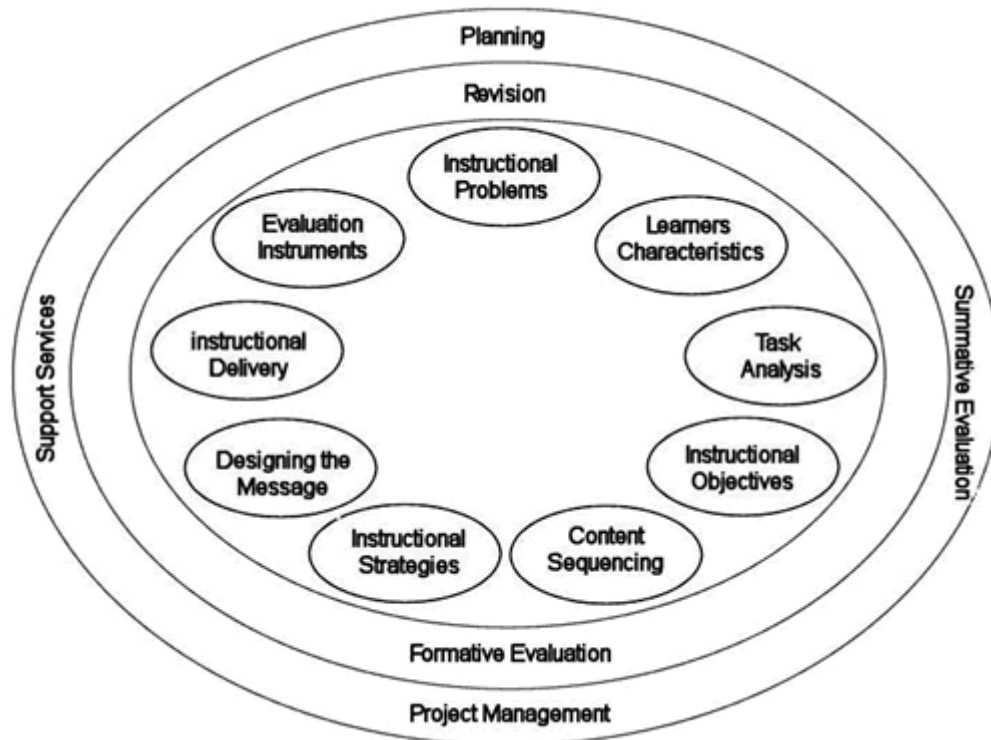 Planning
Revision
Instructional
Problems
Evaluation
Instruments
Learners
Characteristics
Support Services
Summative Evaluation
instructional
Delivery
Task
Analysis
Designing the
Message
Instructional
Objectives
Instructional
Strategies
Content
Sequencing
Formative Evaluation
Project Management